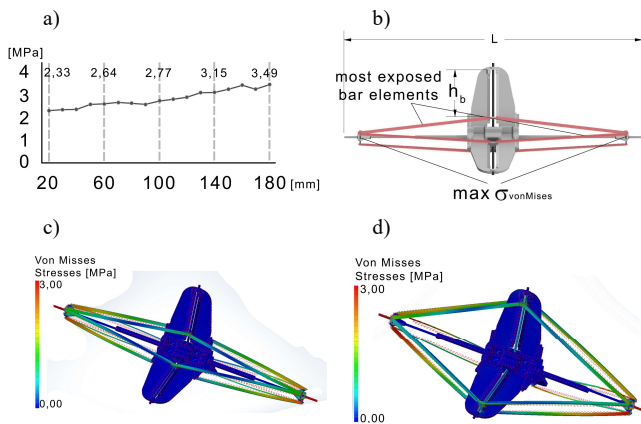 a)
[MPa]
4
3
2
1
0
2,33 2,64 2,77 3,15 3,49
20 60 100 140 180 [mm]
b)
L
most exposed
bar elements
h_b
max σvonMises
c)
Von Misses
Stresses [MPa]
3,00
0,00
d)
Von Misses
Stresses [MPa]
3,00
0,00